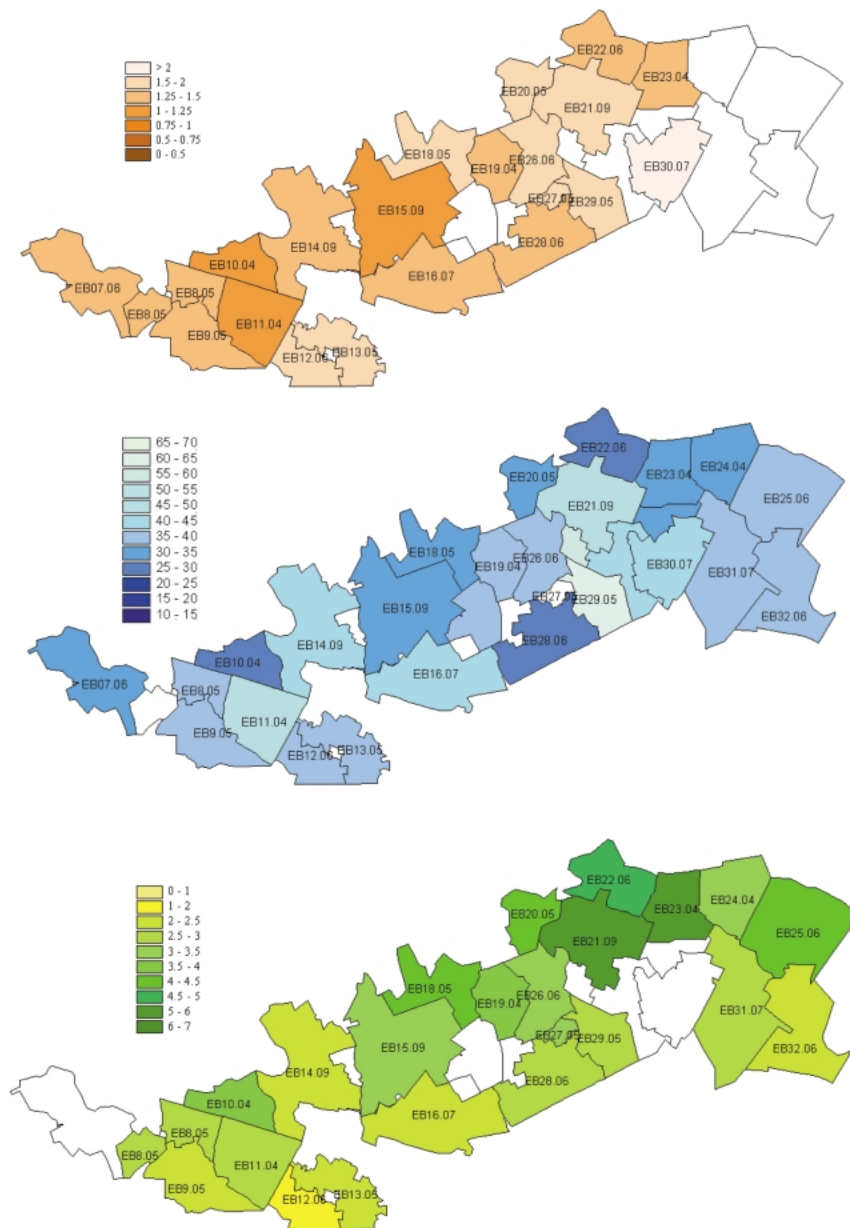 > 2
1.5 - 2
1.25 - 1.5
1 - 1.25
0.75 - 1
0.5 - 0.75
0 - 0.5
EB22.06
EB23.04
EB20.05
EB21.09
EB18.05
EB19.04
EB26.06
EB30.07
EB15.09
EB27.05
EB29.05
EB14.09
EB28.06
EB10.04
EB16.07
EB07.06
EB8.05
EB8.05
EB11.04
EB9.05
EB12.06
EB13.05
65 - 70
60 - 65
55 - 60
50 - 55
45 - 50
40 - 45
35 - 40
30 - 35
25 - 30
20 - 25
15 - 20
10 - 15
EB22.06
EB23.04
EB24.04
EB20.05
EB25.06
EB21.09
EB18.05
EB19.04
EB26.06
EB30.07
EB31.07
EB15.09
EB27.05
EB29.05
EB32.06
EB14.09
EB28.06
EB10.04
EB16.07
EB07.06
EB8.05
EB11.04
EB9.05
EB12.06
EB13.05
0 - 1
1 - 2
2 - 2.5
2.5 - 3
3 - 3.5
3.5 - 4
4 - 4.5
4.5 - 5
5 - 6
6 - 7
EB22.06
EB24.04
EB23.04
EB20.05
EB25.06
EB21.09
EB18.05
EB19.04
EB26.06
EB31.07
EB27.05
EB29.05
EB15.09
EB32.06
EB14.09
EB28.06
EB10.04
EB16.07
EB8.05
EB8.05
EB11.04
EB9.05
EB12.06
EB13.05